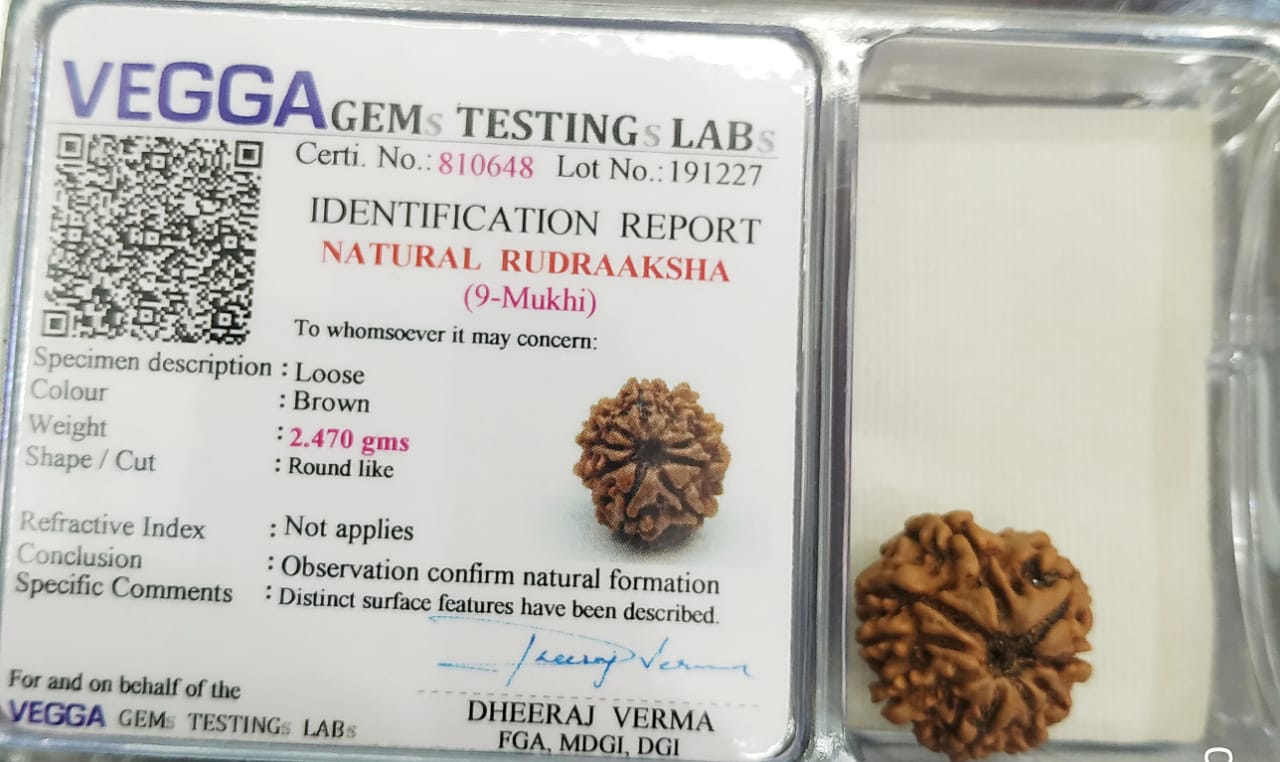 VEGGA GEMs TESTINGs LABs
Certi. No.: 810648 Lot No.: 191227
IDENTIFICATION REPORT
NATURAL RUDRAAKSHA
(9-Mukhi)
To whomsoever it may concern:
Specimen description : Loose
Colour : Brown
Weight : 2.470 gms
Shape / Cut : Round like
Refractive Index : Not applies
Conclusion : Observation confirm natural formation
Specific Comments : Distinct surface features have been described.
Dheeraj Verma
For and on behalf of the
VEGGA GEMs TESTINGs LABs
DHEERAJ VERMA
FGA, MDGI, DGI